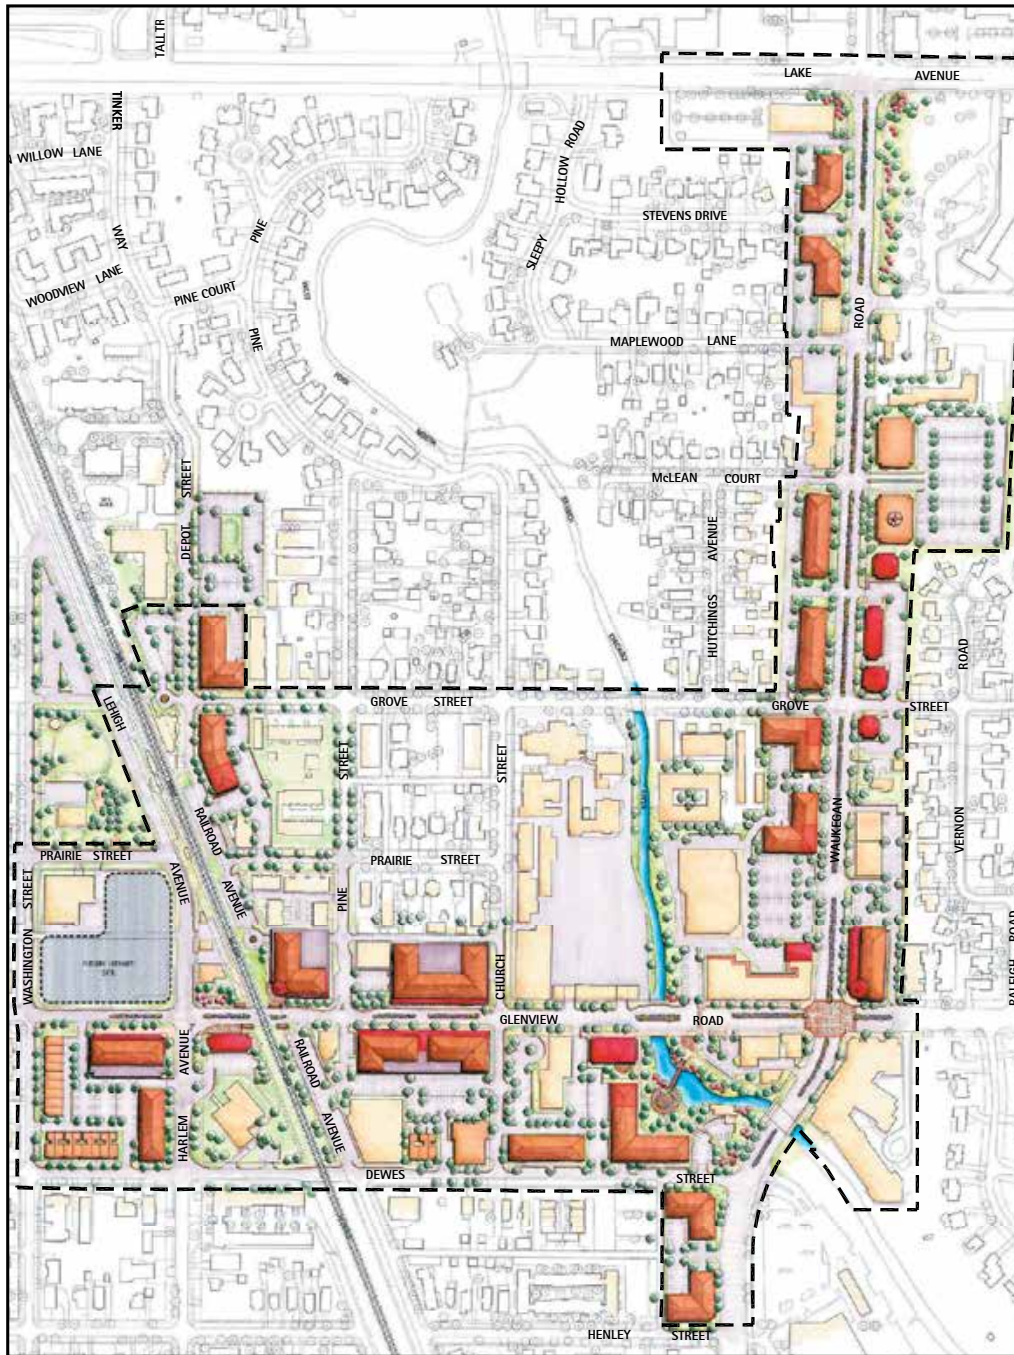 TALL TR
LAKE AVENUE
TINKER
WILLOW LANE
HOLLOW ROAD
STEVENS DRIVE
WAY
PINE
SLEEPY
WOODVIEW LANE
PINE COURT
ROAD
PINE
MAPLEWOOD LANE
STREET
McLEAN COURT
DEPOT
AVENUE
HUTCHINGS
ROAD
LEHIGH
GROVE STREET
GROVE STREET
STREET
STREET
RAILROAD
WAUKEGAN
VERNON
PRAIRIE STREET
PRAIRIE STREET
STREET
AVENUE
AVENUE
PINE
WASHINGTON
CHURCH
RALEIGH ROAD
GLENVIEW ROAD
AVENUE
RAILROAD
HARLEM
AVENUE
DEWES STREET
HENLEY STREET